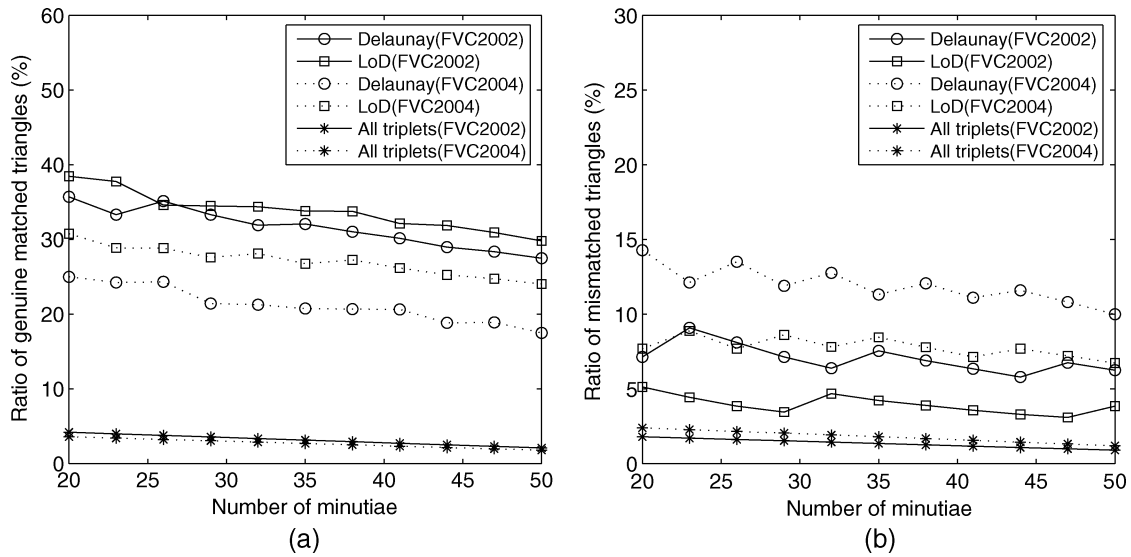 60
50
40
30
20
10
0
Ratio of genuine matched triangles (%)
Delaunay(FVC2002)
LoD(FVC2002)
Delaunay(FVC2004)
LoD(FVC2004)
All triplets(FVC2002)
All triplets(FVC2004)
20 25 30 35 40 45 50
Number of minutiae
(a)
30
25
20
15
10
5
0
Ratio of mismatched triangles (%)
Delaunay(FVC2002)
LoD(FVC2002)
Delaunay(FVC2004)
LoD(FVC2004)
All triplets(FVC2002)
All triplets(FVC2004)
20 25 30 35 40 45 50
Number of minutiae
(b)